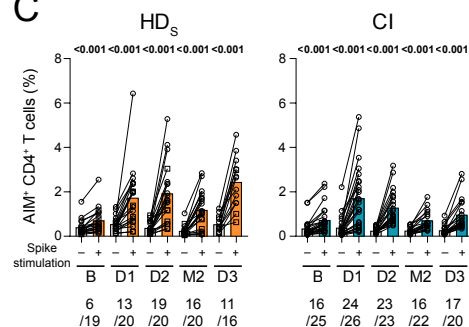 C
HDS CI
<0.001 <0.001 <0.001 <0.001 <0.001 <0.001 <0.001 <0.001 <0.001 <0.001
AIM+ CD4+ T cells (%)
8 8
6 6
4 4
2 2
0 0
Spike stimulation
− + − + − + − + − + − + − + − + − + − +
B D1 D2 M2 D3 B D1 D2 M2 D3
6 13 19 16 11 16 24 23 16 17
/19 /20 /20 /20 /16 /25 /26 /23 /22 /20